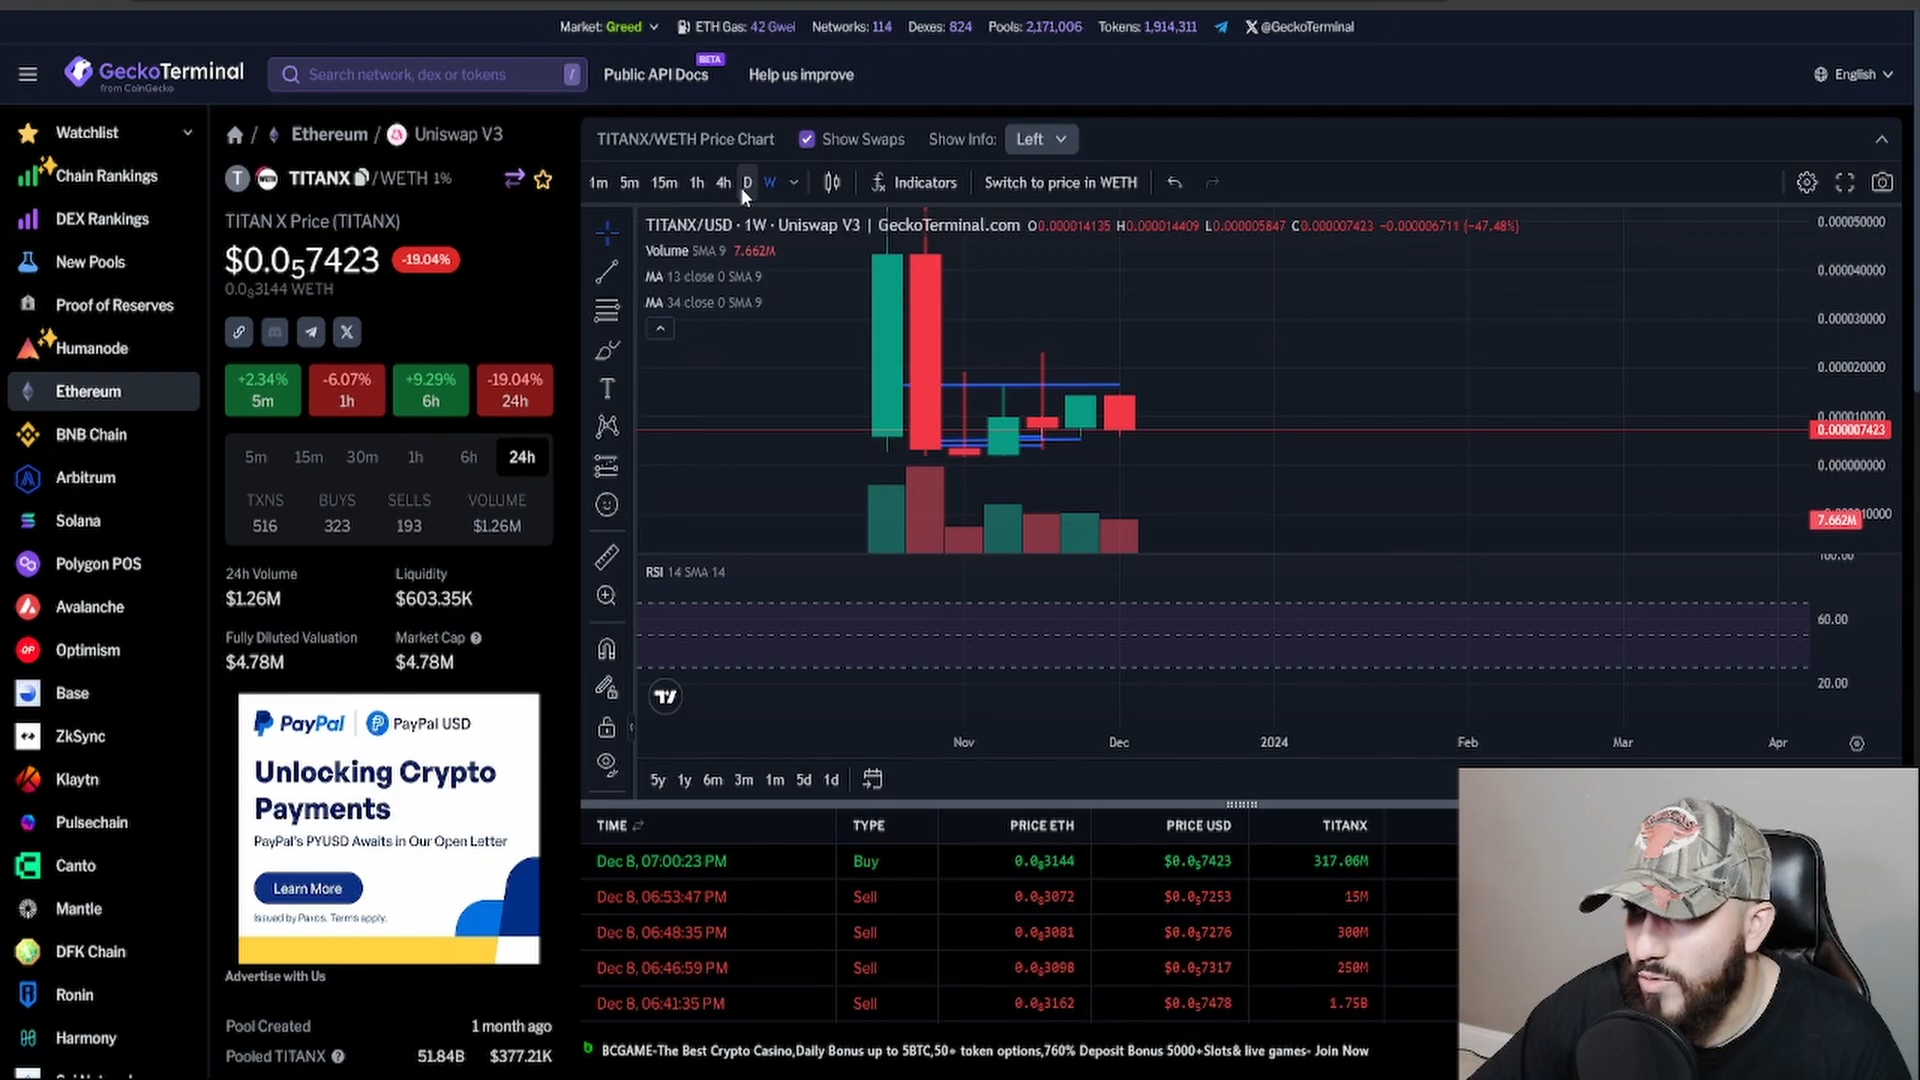 Market: Greed ETH Gas: 42 Gwei Networks: 114 Dexes: 824 Pools: 2,171,006 Tokens: 1,914,311 @GeckoTerminal
GeckoTerminal
from CoinGecko
Search network, dex or tokens /
Public API Docs BETA
Help us improve
English
Watchlist
Chain Rankings
DEX Rankings
New Pools
Proof of Reserves
Humanode
Ethereum
BNB Chain
Arbitrum
Solana
Polygon POS
Avalanche
Optimism
Base
ZkSync
Klaytn
Pulsechain
Canto
Mantle
DFK Chain
Ronin
Harmony
/ Ethereum / Uniswap V3
T TITANX /WETH 1%
TITAN X Price (TITANX)
$0.0₅7423 -19.04%
0.0₈3144 WETH
+2.34% -6.07% +9.29% -19.04%
5m 1h 6h 24h
5m 15m 30m 1h 6h 24h
TXNS BUYS SELLS VOLUME
516 323 193 $1.26M
24h Volume Liquidity
$1.26M $603.35K
Fully Diluted Valuation Market Cap
$4.78M $4.78M
PayPal PayPal USD
Unlocking Crypto
Payments
PayPal's PYUSD Awaits in Our Open Letter
Learn More
Issued by Paxos. Terms apply.
Advertise with Us
Pool Created 1 month ago
Pooled TITANX 51.84B $377.21K
TITANX/WETH Price Chart Show Swaps Show Info: Left
1m 5m 15m 1h 4h D W Indicators Switch to price in WETH
TITANX/USD · 1W · Uniswap V3 | GeckoTerminal.com O0.000014135 H0.000014409 L0.000005847 C0.000007423 −0.000006711 (−47.48%)
Volume SMA 9 7.662M
MA 13 close 0 SMA 9
MA 34 close 0 SMA 9
0.000050000
0.000040000
0.000030000
0.000020000
0.000010000
0.000007423
0.000000000
7.662M
100.00
RSI 14 SMA 14
60.00
20.00
Nov Dec 2024 Feb Mar Apr
5y 1y 6m 3m 1m 5d 1d
TIME TYPE PRICE ETH PRICE USD TITANX
Dec 8, 07:00:23 PM Buy 0.0₈3144 $0.0₅7423 317.06M
Dec 8, 06:53:47 PM Sell 0.0₈3072 $0.0₅7253 15M
Dec 8, 06:48:35 PM Sell 0.0₈3081 $0.0₅7276 300M
Dec 8, 06:46:59 PM Sell 0.0₈3098 $0.0₅7317 250M
Dec 8, 06:41:35 PM Sell 0.0₈3162 $0.0₅7478 1.75B
BCGAME-The Best Crypto Casino,Daily Bonus up to 5BTC,50+ token options,760% Deposit Bonus 5000+Slots& live games- Join Now